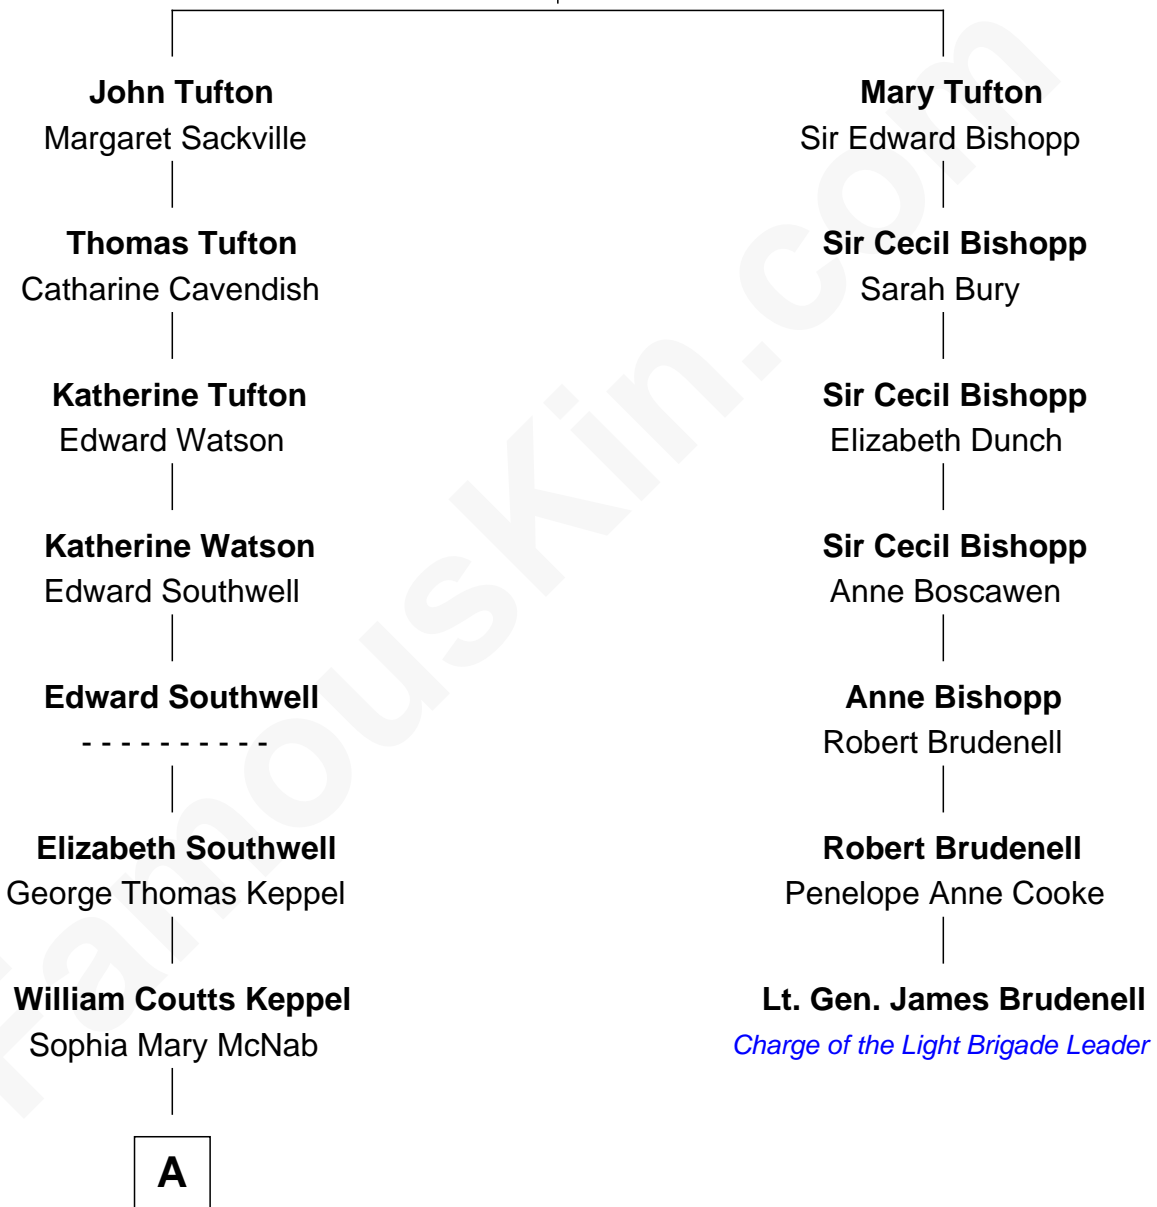 John Tufton
Margaret Sackville
Thomas Tufton
Catharine Cavendish
Katherine Tufton
Edward Watson
Katherine Watson
Edward Southwell
Edward Southwell
- - - - - - - - - -
Elizabeth Southwell
George Thomas Keppel
William Coutts Keppel
Sophia Mary McNab
A
Mary Tufton
Sir Edward Bishopp
Sir Cecil Bishopp
Sarah Bury
Sir Cecil Bishopp
Elizabeth Dunch
Sir Cecil Bishopp
Anne Boscawen
Anne Bishopp
Robert Brudenell
Robert Brudenell
Penelope Anne Cooke
Lt. Gen. James Brudenell
Charge of the Light Brigade Leader
FamousKin.com